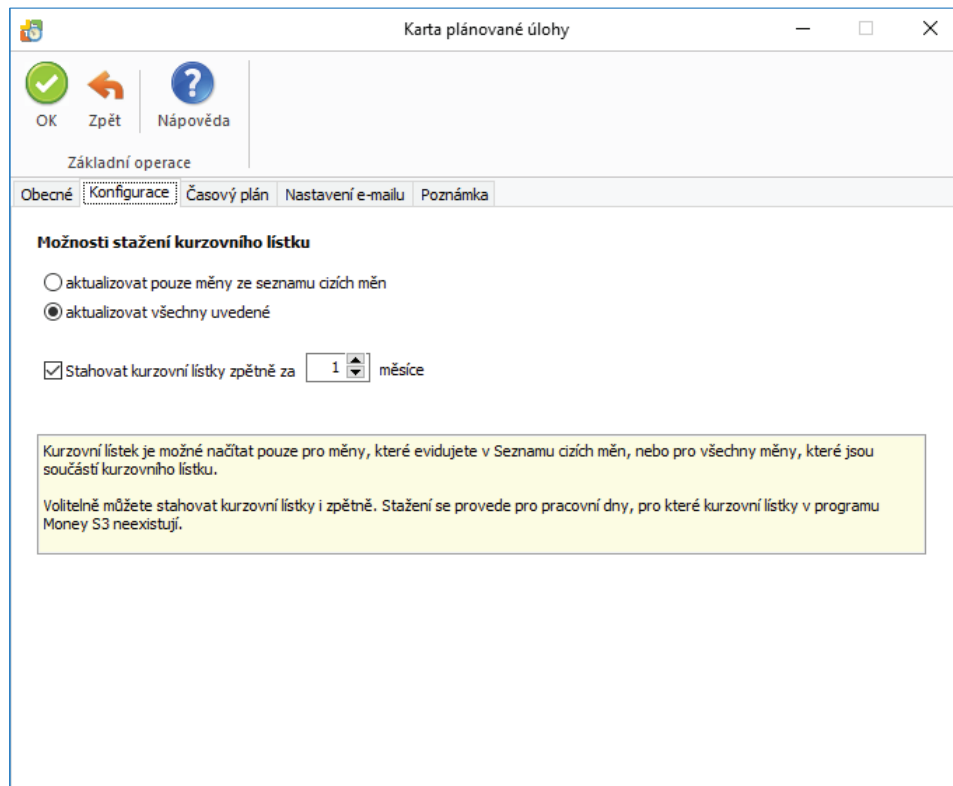 Karta plánované úlohy
OK Zpět Nápověda
Základní operace
Obecné Konfigurace Časový plán Nastavení e-mailu Poznámka
Možnosti stažení kurzovního lístku
aktualizovat pouze měny ze seznamu cizích měn
aktualizovat všechny uvedené
Stahovat kurzovní lístky zpětně za 1 měsíce
Kurzovní lístek je možné načítat pouze pro měny, které evidujete v Seznamu cizích měn, nebo pro všechny měny, které jsou
součástí kurzovního lístku.
Volitelně můžete stahovat kurzovní lístky i zpětně. Stažení se provede pro pracovní dny, pro které kurzovní lístky v programu
Money S3 neexistují.